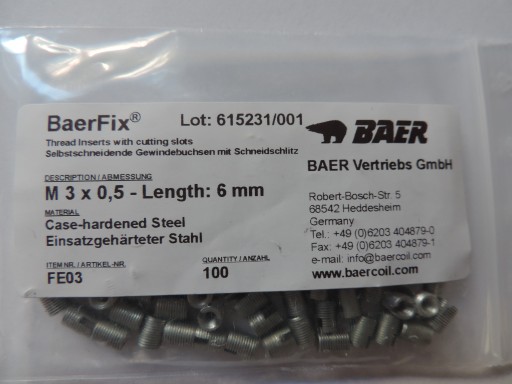 BaerFix®
Lot: 615231/001
Thread Inserts with cutting slots
Selbstschneidende Gewindebuchsen mit Schneidschlitz
DESCRIPTION / ABMESSUNG
M 3 x 0,5 - Length: 6 mm
MATERIAL
Case-hardened Steel
Einsatzgehärteter Stahl
ITEM NR. / ARTIKEL-NR.
FE03
QUANTITY / ANZAHL
100
BAER
BAER Vertriebs GmbH
Robert-Bosch-Str. 5
68542 Heddesheim
Germany
Tel.: +49 (0)6203 404879-0
Fax: +49 (0)6203 404879-1
e-mail: info@baercoil.com
www.baercoil.com